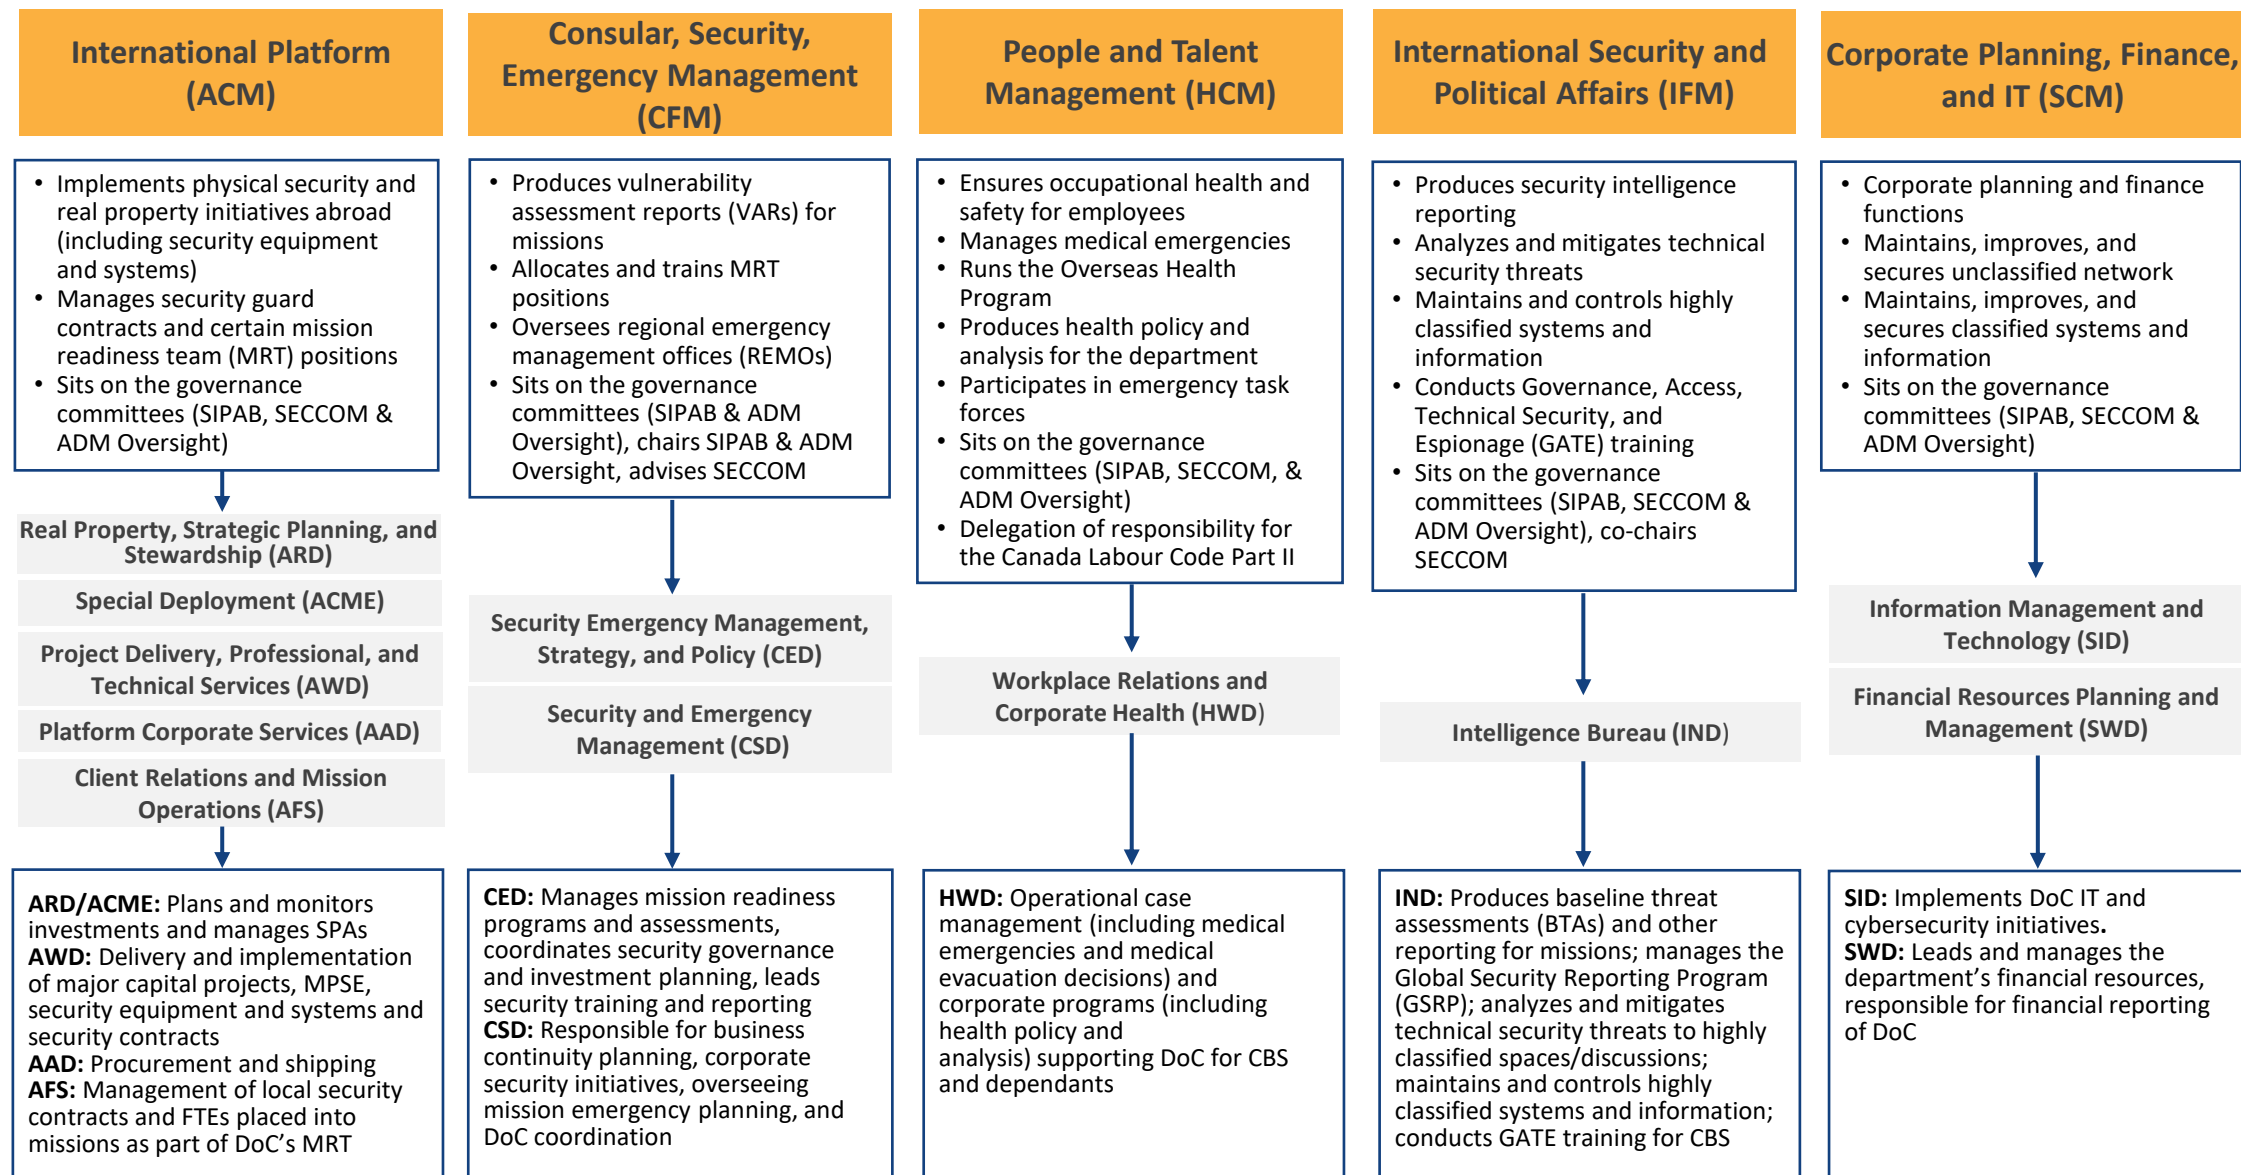 International Platform
(ACM)
• Implements physical security and
real property initiatives abroad
(including security equipment
and systems)
• Manages security guard
contracts and certain mission
readiness team (MRT) positions
• Sits on the governance
committees (SIPAB, SECCOM &
ADM Oversight)
Real Property, Strategic Planning, and
Stewardship (ARD)
Special Deployment (ACME)
Project Delivery, Professional, and
Technical Services (AWD)
Platform Corporate Services (AAD)
Client Relations and Mission
Operations (AFS)
ARD/ACME: Plans and monitors
investments and manages SPAs
AWD: Delivery and implementation
of major capital projects, MPSE,
security equipment and systems and
security contracts
AAD: Procurement and shipping
AFS: Management of local security
contracts and FTEs placed into
missions as part of DoC’s MRT
Consular, Security,
Emergency Management
(CFM)
• Produces vulnerability
assessment reports (VARs) for
missions
• Allocates and trains MRT
positions
• Oversees regional emergency
management offices (REMOs)
• Sits on the governance
committees (SIPAB & ADM
Oversight), chairs SIPAB & ADM
Oversight, advises SECCOM
Security Emergency Management,
Strategy, and Policy (CED)
Security and Emergency
Management (CSD)
CED: Manages mission readiness
programs and assessments,
coordinates security governance
and investment planning, leads
security training and reporting
CSD: Responsible for business
continuity planning, corporate
security initiatives, overseeing
mission emergency planning, and
DoC coordination
People and Talent
Management (HCM)
• Ensures occupational health and
safety for employees
• Manages medical emergencies
• Runs the Overseas Health
Program
• Produces health policy and
analysis for the department
• Participates in emergency task
forces
• Sits on the governance
committees (SIPAB, SECCOM, &
ADM Oversight)
• Delegation of responsibility for
the Canada Labour Code Part II
Workplace Relations and
Corporate Health (HWD)
HWD: Operational case
management (including medical
emergencies and medical
evacuation decisions) and
corporate programs (including
health policy and
analysis) supporting DoC for CBS
and dependants
International Security and
Political Affairs (IFM)
• Produces security intelligence
reporting
• Analyzes and mitigates technical
security threats
• Maintains and controls highly
classified systems and
information
• Conducts Governance, Access,
Technical Security, and
Espionage (GATE) training
• Sits on the governance
committees (SIPAB, SECCOM &
ADM Oversight), co-chairs
SECCOM
Intelligence Bureau (IND)
IND: Produces baseline threat
assessments (BTAs) and other
reporting for missions; manages the
Global Security Reporting Program
(GSRP); analyzes and mitigates
technical security threats to highly
classified spaces/discussions;
maintains and controls highly
classified systems and information;
conducts GATE training for CBS
Corporate Planning, Finance,
and IT (SCM)
• Corporate planning and finance
functions
• Maintains, improves, and
secures unclassified network
• Maintains, improves, and
secures classified systems and
information
• Sits on the governance
committees (SIPAB, SECCOM &
ADM Oversight)
Information Management and
Technology (SID)
Financial Resources Planning and
Management (SWD)
SID: Implements DoC IT and
cybersecurity initiatives.
SWD: Leads and manages the
department’s financial resources,
responsible for financial reporting
of DoC